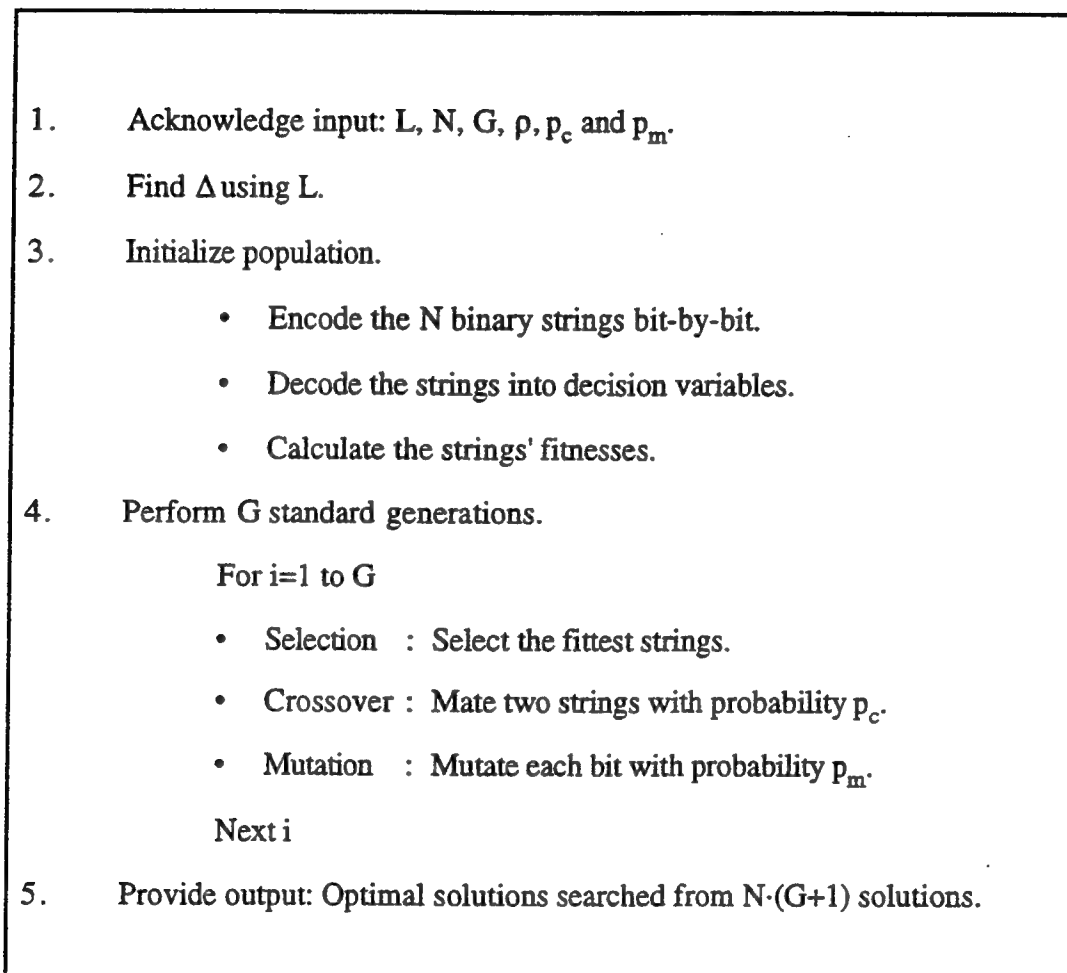 1. Acknowledge input: L, N, G, ρ, p_c and p_m.
2. Find Δ using L.
3. Initialize population.
• Encode the N binary strings bit-by-bit.
• Decode the strings into decision variables.
• Calculate the strings' fitnesses.
4. Perform G standard generations.
For i=1 to G
• Selection : Select the fittest strings.
• Crossover : Mate two strings with probability p_c.
• Mutation : Mutate each bit with probability p_m.
Next i
5. Provide output: Optimal solutions searched from N·(G+1) solutions.